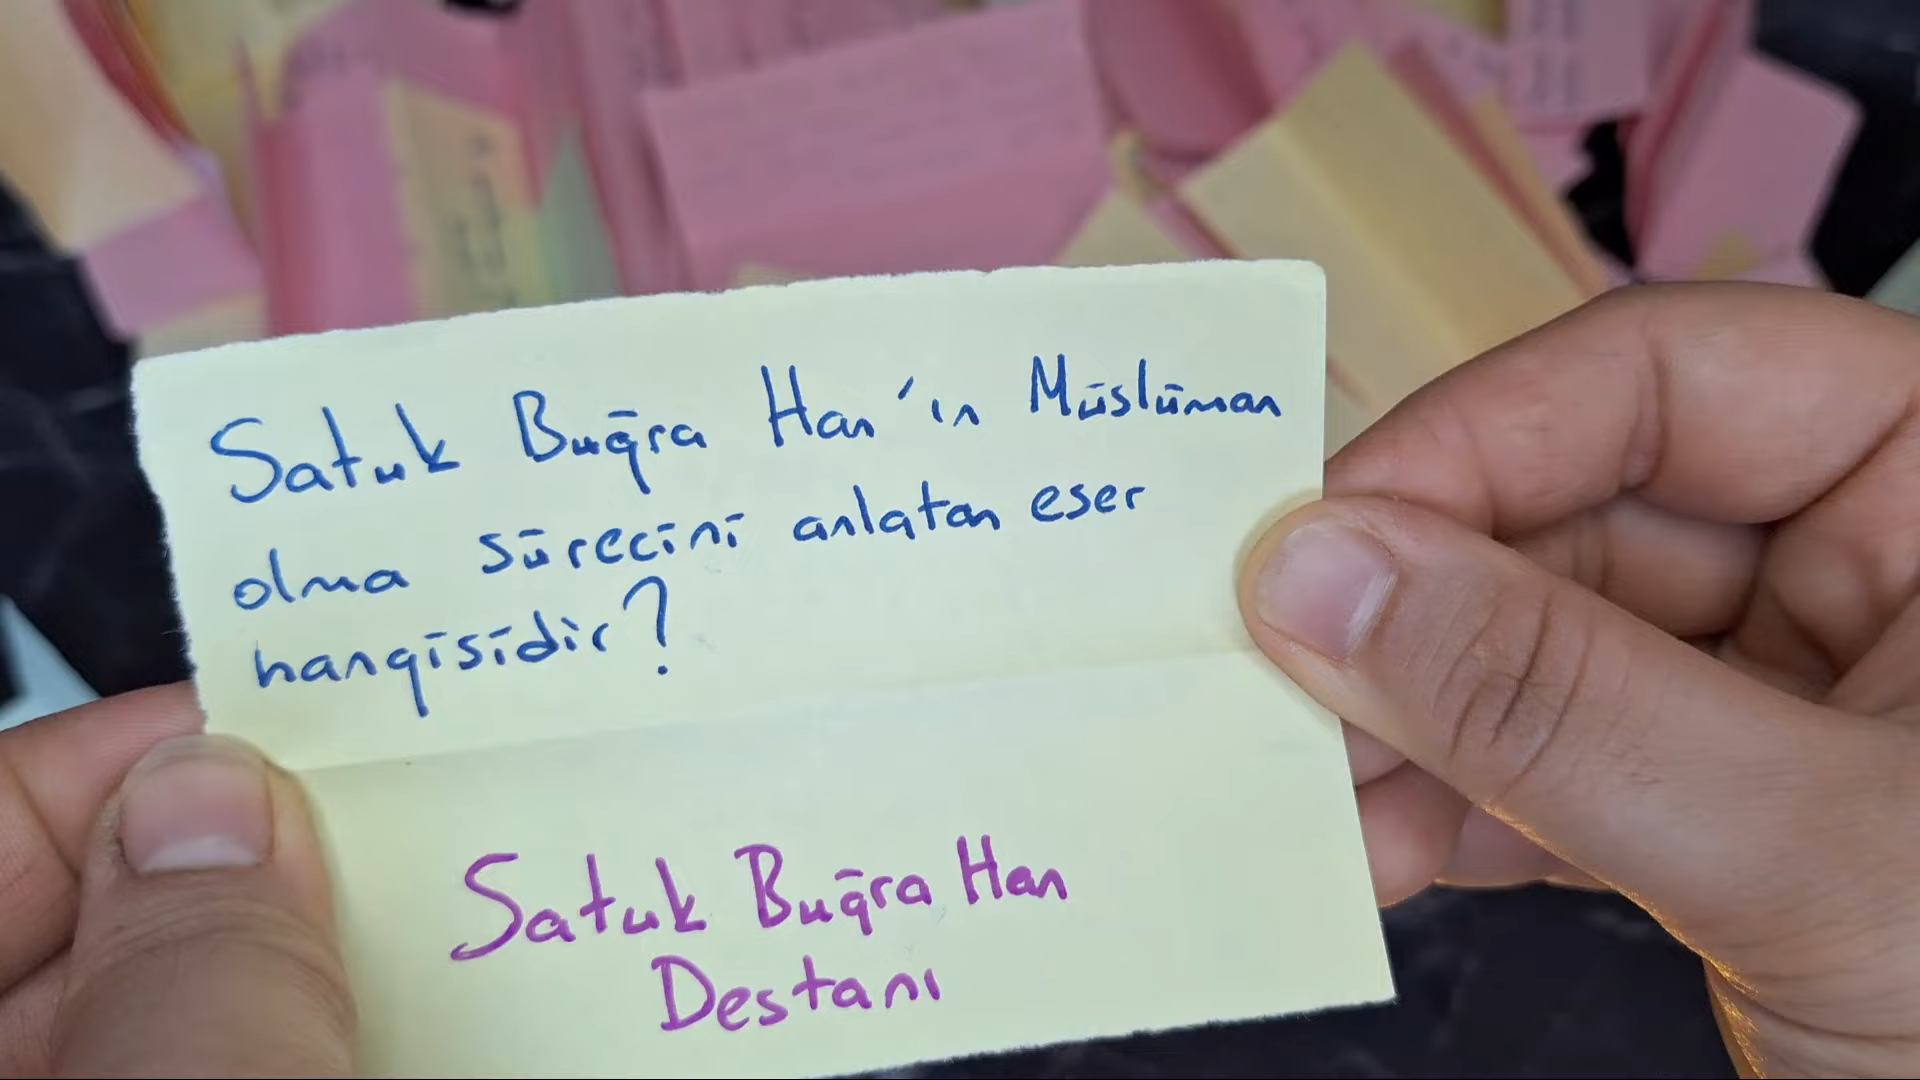 Satuk Buğra Han'ın Müslüman
olma sürecini anlatan eser
hangisidir?
Satuk Buğra Han
Destanı